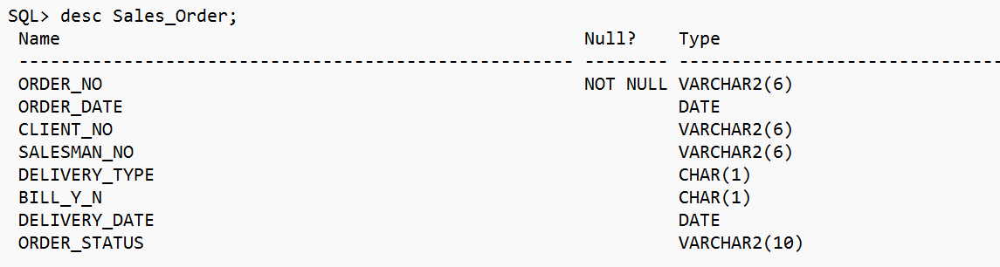 SQL> desc Sales_Order;
 Name                                                  Null?    Type
 ----------------------------------------------------- -------- -------------------------------
 ORDER_NO                                              NOT NULL VARCHAR2(6)
 ORDER_DATE                                                     DATE
 CLIENT_NO                                                      VARCHAR2(6)
 SALESMAN_NO                                                    VARCHAR2(6)
 DELIVERY_TYPE                                                  CHAR(1)
 BILL_Y_N                                                       CHAR(1)
 DELIVERY_DATE                                                  DATE
 ORDER_STATUS                                                   VARCHAR2(10)